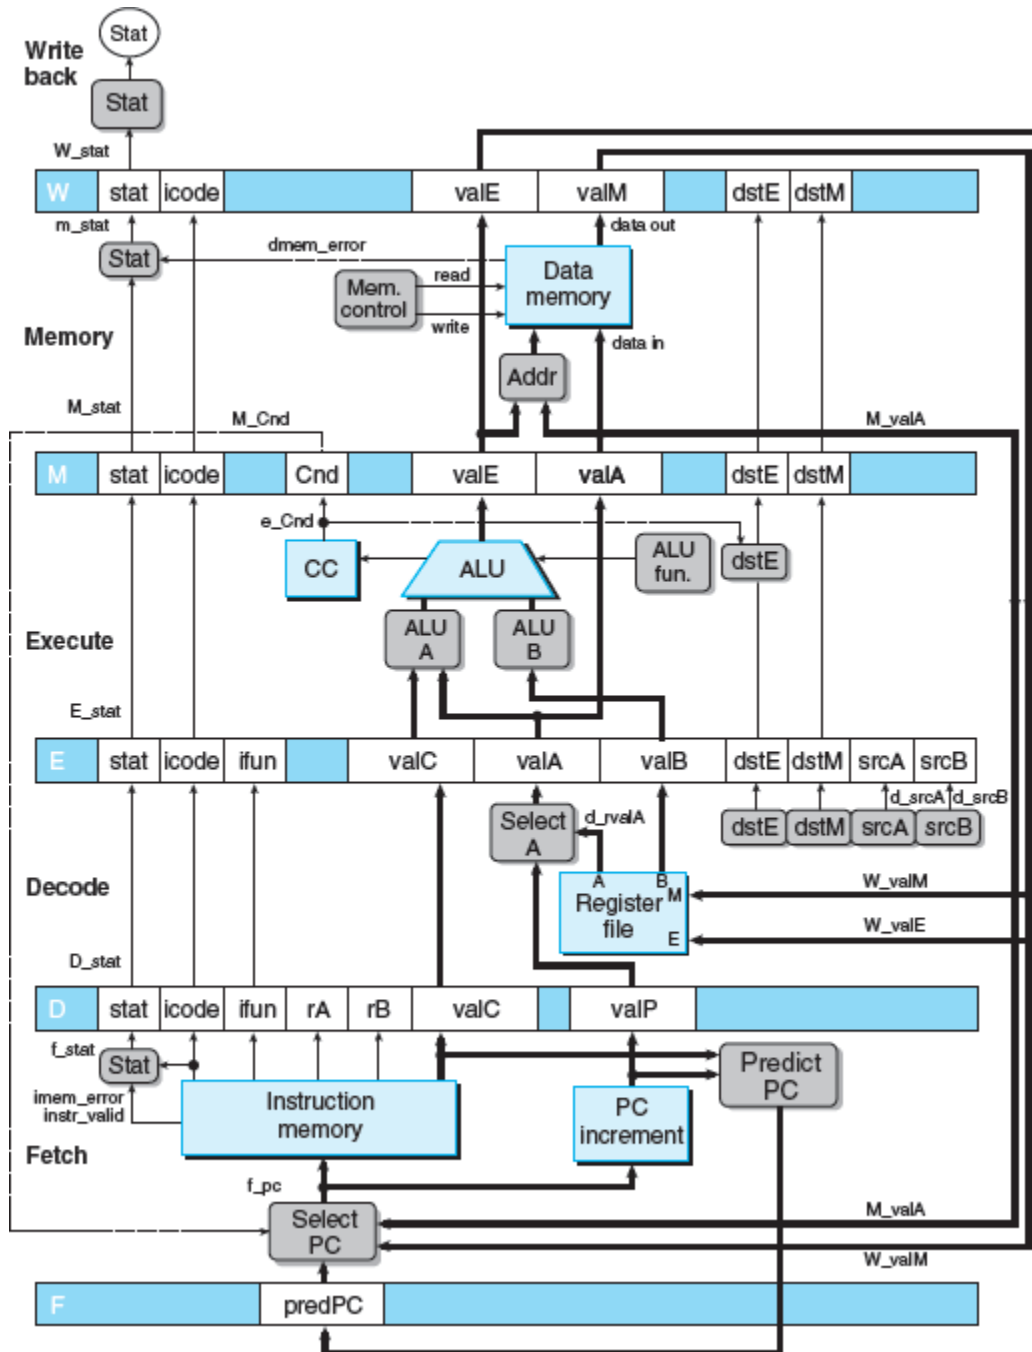 Stat
Write
back
Stat
W_stat
W stat icode valE valM dstE dstM
m_stat
data out
dmem_error
Stat
Mem.
control
read
write
Data
memory
Memory
data in
Addr
M_stat
M_Cnd
M_valA
M stat icode Cnd valE valA dstE dstM
e_Cnd
CC
ALU
ALU
fun.
dstE
Execute
ALU
A
ALU
B
E_stat
E stat icode ifun valC valA valB dstE dstM srcA srcB
d_srcA d_srcB
Select
A
d_rvalA
dstE dstM srcA srcB
Decode
A B
M
Register
file
E
W_valM
W_valE
D_stat
D stat icode ifun rA rB valC valP
f_stat
Stat
Predict
PC
imem_error
instr_valid
Instruction
memory
PC
increment
Fetch
f_pc
M_valA
Select
PC
W_valM
F predPC